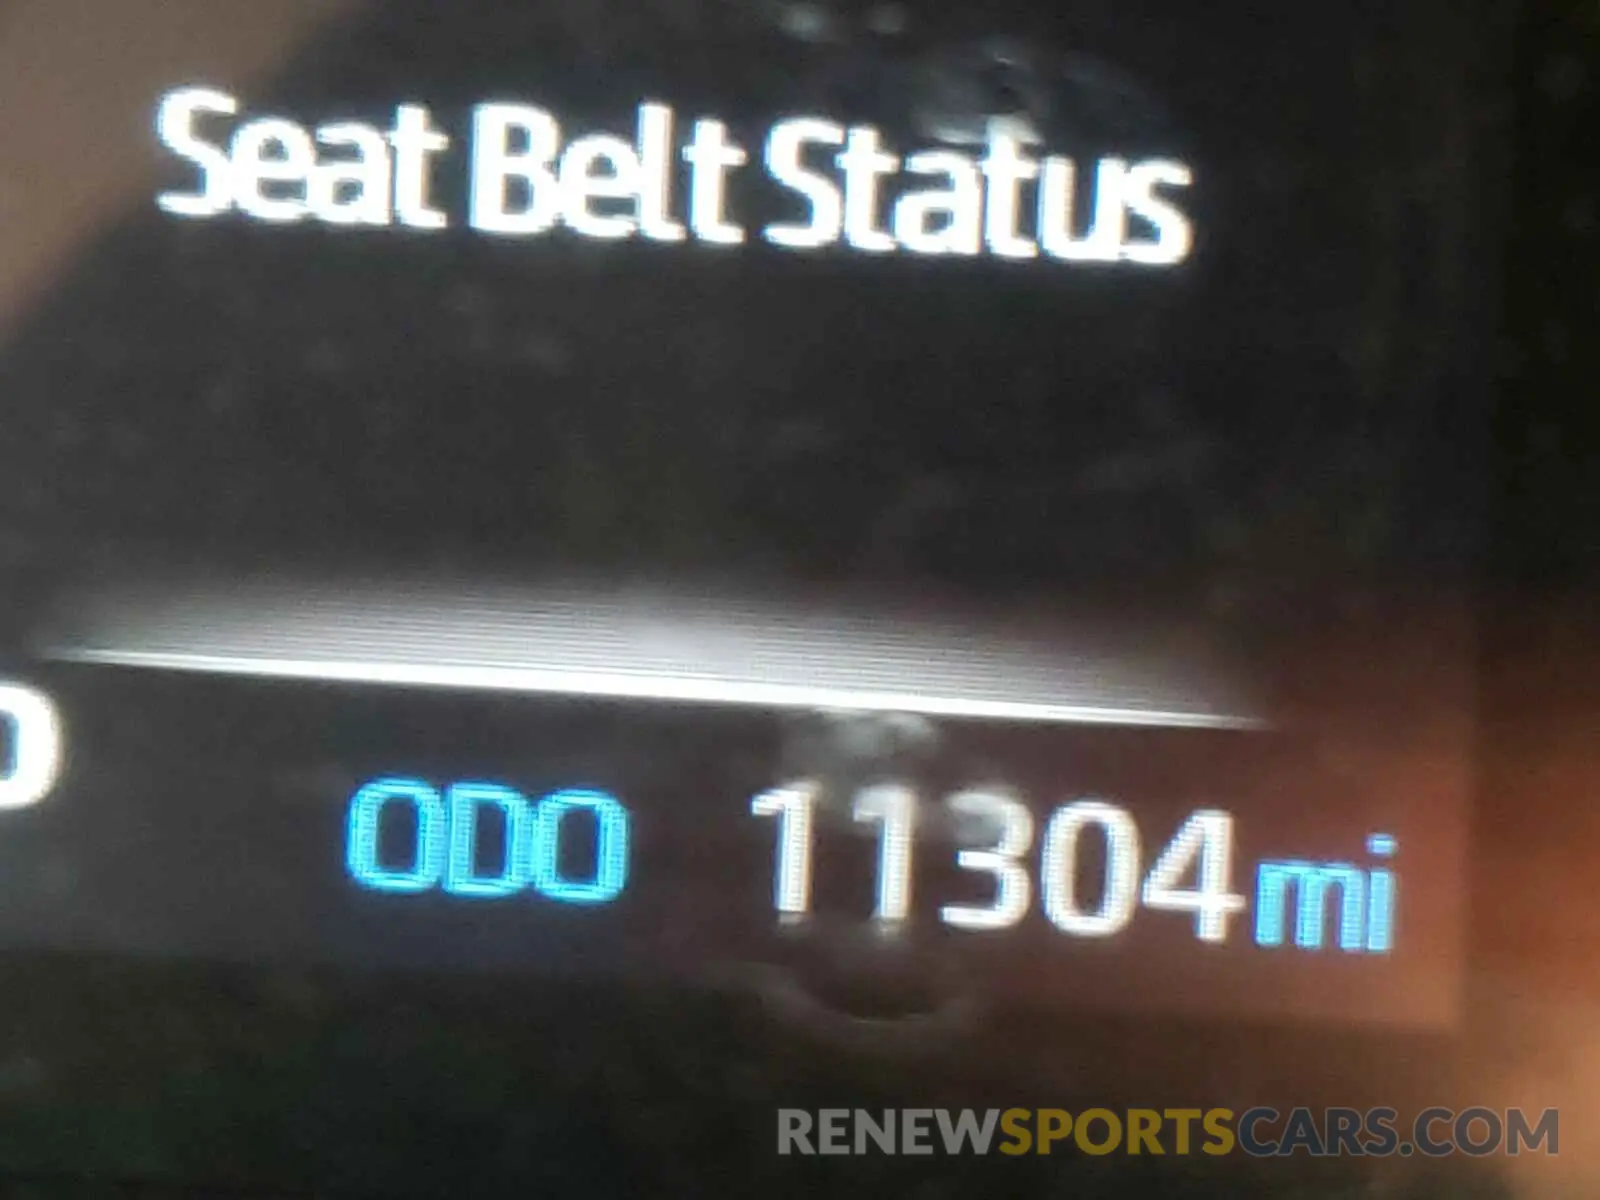 Seat Belt Status
ODO 11304 mi
RENEWSPORTSCARS.COM